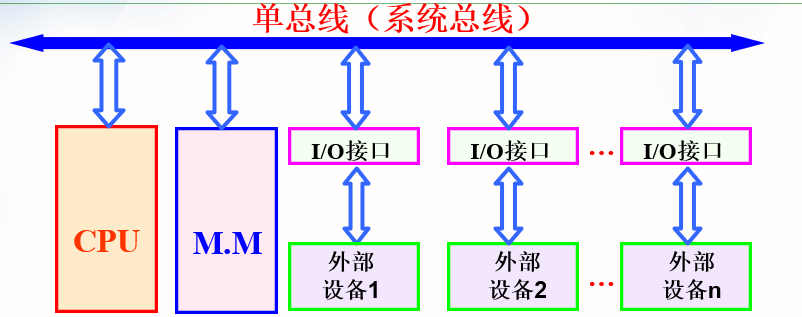 单总线（系统总线）
CPU
M.M
I/O接口
I/O接口
...
I/O接口
外部
设备1
外部
设备2
...
外部
设备n